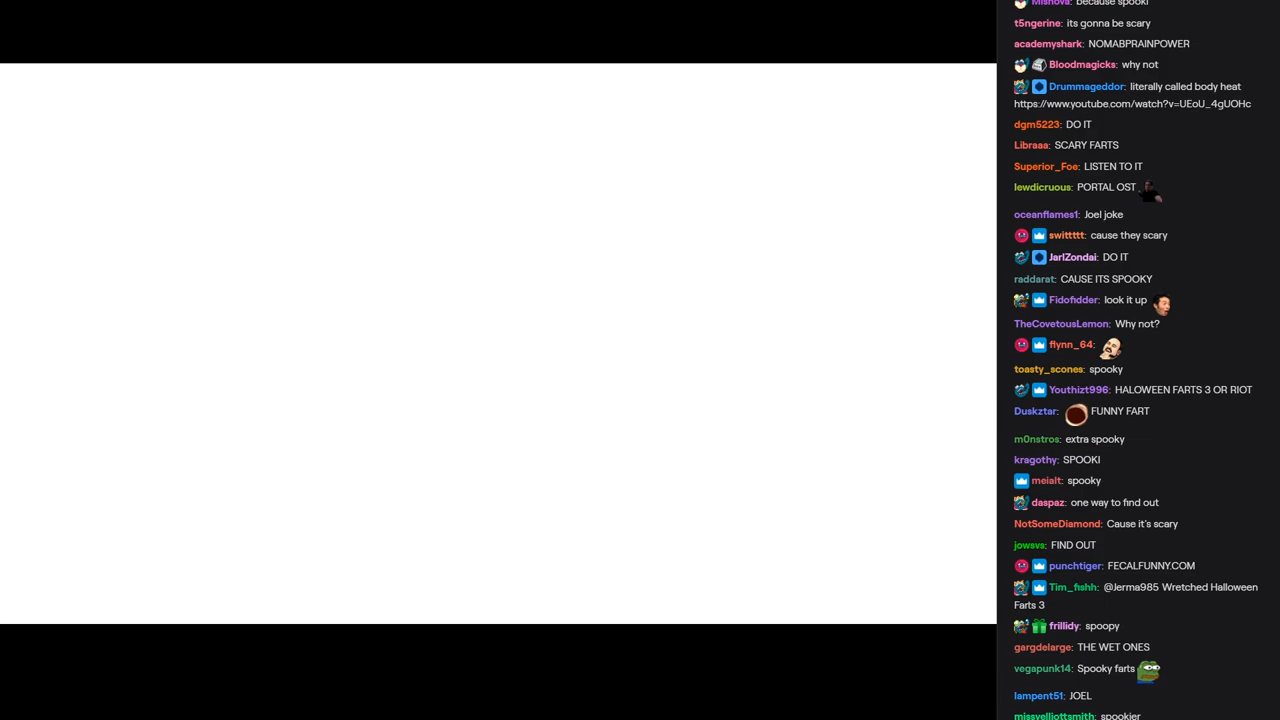 Mishova: because spooki
t5ngerine: its gonna be scary
academyshark: NOMABPRAINPOWER
Bloodmagicks: why not
Drummageddor: literally called body heat
https://www.youtube.com/watch?v=UEoU_4gUOHc
dgm5223: DO IT
Libraaa: SCARY FARTS
Superior_Foe: LISTEN TO IT
lewdicruous: PORTAL OST
oceanflames1: Joel joke
swittttt: cause they scary
JarlZondai: DO IT
raddarat: CAUSE ITS SPOOKY
Fidofidder: look it up
TheCovetousLemon: Why not?
flynn_64:
toasty_scones: spooky
Youthizt996: HALOWEEN FARTS 3 OR RIOT
Duskztar: FUNNY FART
m0nstros: extra spooky
kragothy: SPOOKI
meialt: spooky
daspaz: one way to find out
NotSomeDiamond: Cause it's scary
jowsvs: FIND OUT
punchtiger: FECALFUNNY.COM
Tim_fishh: @Jerma985 Wretched Halloween
Farts 3
frillidy: spoopy
gargdelarge: THE WET ONES
vegapunk14: Spooky farts
lampent51: JOEL
missyelliottsmith: spookier